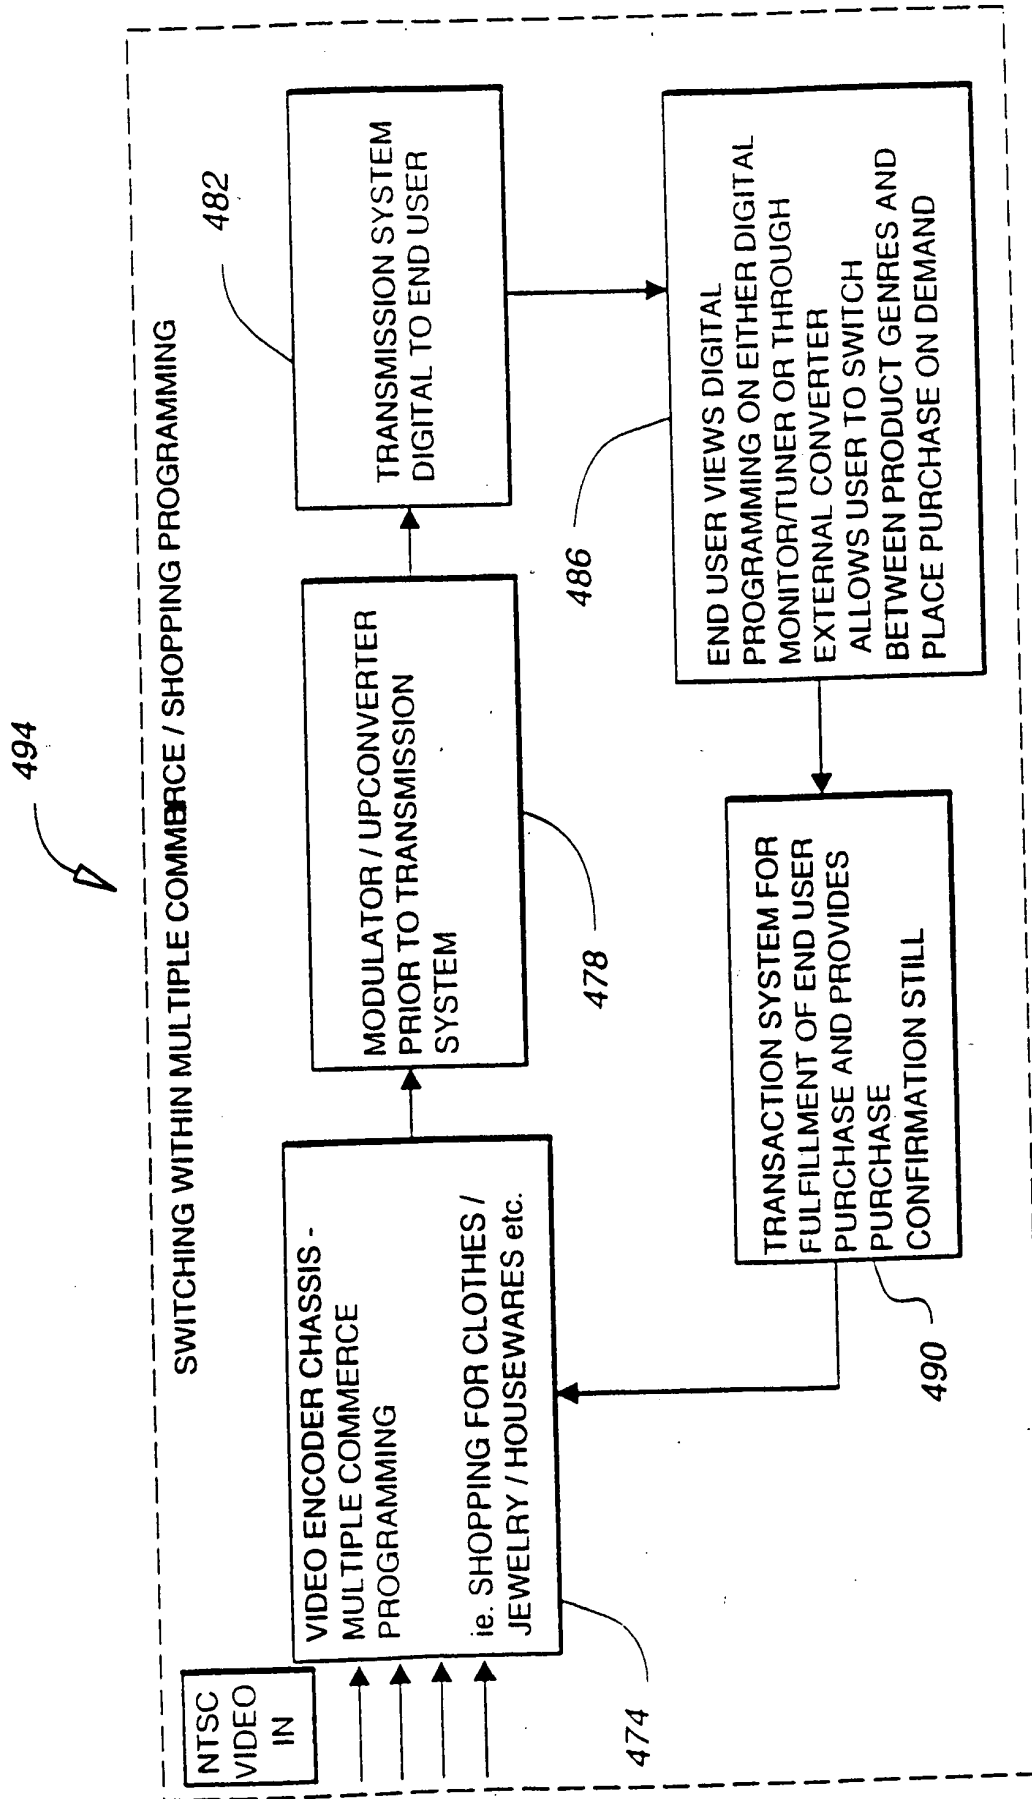 494
SWITCHING WITHIN MULTIPLE COMMERCE / SHOPPING PROGRAMMING
NTSC
VIDEO
IN
VIDEO ENCODER CHASSIS -
MULTIPLE COMMERCE
PROGRAMMING
ie. SHOPPING FOR CLOTHES /
JEWELRY / HOUSEWARES etc.
474
MODULATOR / UPCONVERTER
PRIOR TO TRANSMISSION
SYSTEM
478
TRANSMISSION SYSTEM
DIGITAL TO END USER
482
END USER VIEWS DIGITAL
PROGRAMMING ON EITHER DIGITAL
MONITOR/TUNER OR THROUGH
EXTERNAL CONVERTER
ALLOWS USER TO SWITCH
BETWEEN PRODUCT GENRES AND
PLACE PURCHASE ON DEMAND
486
TRANSACTION SYSTEM FOR
FULFILLMENT OF END USER
PURCHASE AND PROVIDES
PURCHASE
CONFIRMATION STILL
490